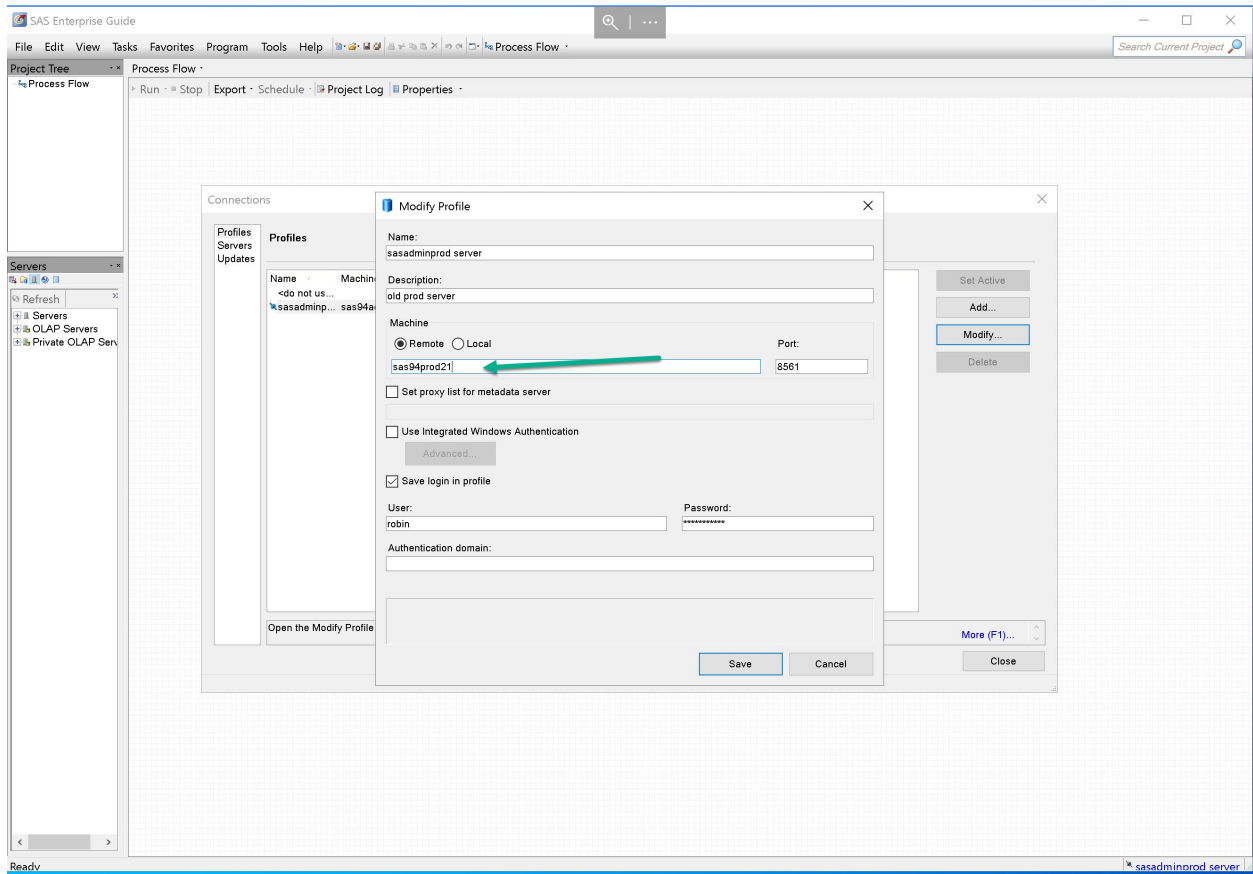 SAS Enterprise Guide
File Edit View Tasks Favorites Program Tools Help Process Flow
Search Current Project
Project Tree
Process Flow
Process Flow
Run Stop Export Schedule Project Log Properties
Servers
Refresh
Servers
OLAP Servers
Private OLAP Serv
Connections
Profiles
Servers
Updates
Profiles
Name Machin
<do not us...
sasadminp... sas94a
Open the Modify Profile
Set Active
Add...
Modify...
Delete
More (F1)...
Close
Modify Profile
Name:
sasadminprod server
Description:
old prod server
Machine
Remote Local
Port:
sas94prod21
8561
Set proxy list for metadata server
Use Integrated Windows Authentication
Advanced...
Save login in profile
User:
Password:
robin
***********
Authentication domain:
Save
Cancel
Ready
sasadminprod server